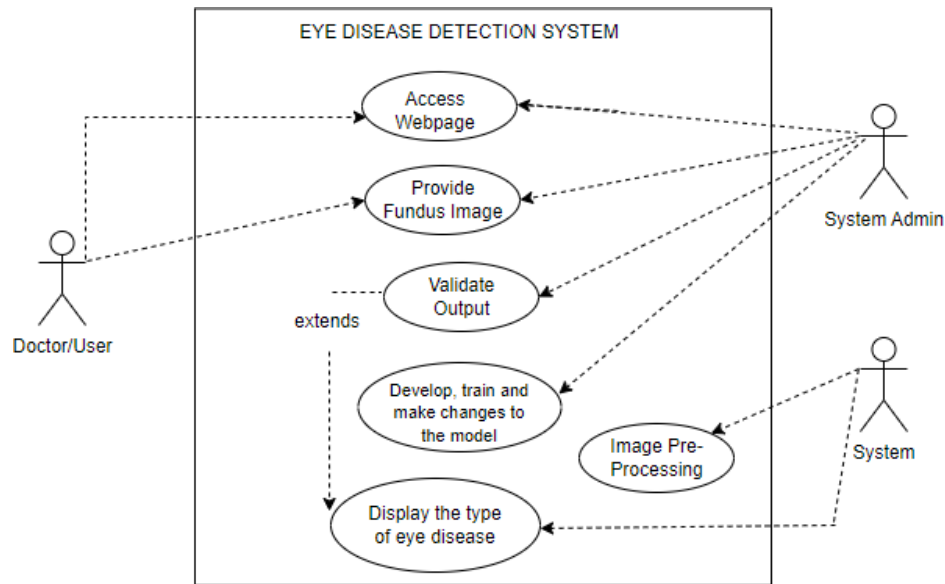 EYE DISEASE DETECTION SYSTEM
Access
Webpage
System Admin
Provide
Fundus Image
Doctor/User
Validate
Output
extends
Develop, train and
make changes to
the model
Image Pre-
Processing
System
Display the type
of eye disease